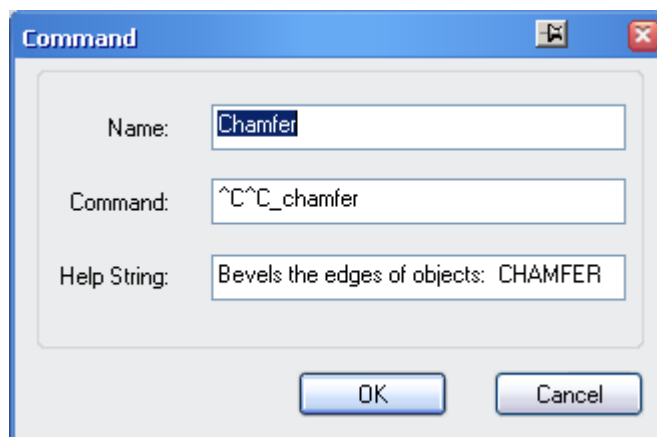 Command
Name: Chamfer
Command: ^C^C_chamfer
Help String: Bevels the edges of objects:  CHAMFER
OK Cancel